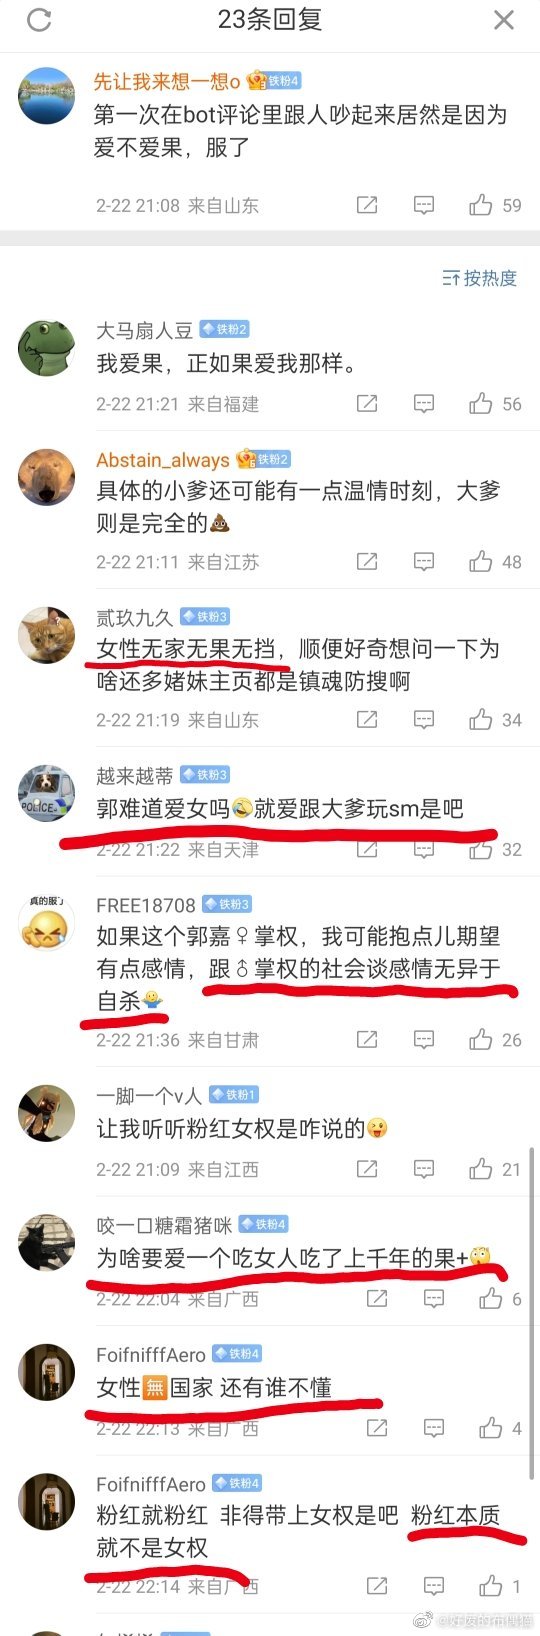 23条回复
先让我来想一想o 铁粉4
第一次在bot评论里跟人吵起来居然是因为
爱不爱果，服了
2-22 21:08 来自山东 59
按热度
大马扇人豆 铁粉2
我爱果，正如果爱我那样。
2-22 21:21 来自福建 56
Abstain_always 铁粉2
具体的小爹还可能有一点温情时刻，大爹
则是完全的💩
2-22 21:11 来自江苏 48
贰玖九久 铁粉3
女性无家无果无挡，顺便好奇想问一下为
啥还多媎妹主页都是镇魂防搜啊
2-22 21:19 来自山东 34
越来越蒂 铁粉3
POLICE
郭难道爱女吗🤣就爱跟大爹玩sm是吧
2-22 21:22 来自天津 32
真的服了
FREE18708 铁粉3
如果这个郭嘉♀掌权，我可能抱点儿期望
有点感情，跟♂掌权的社会谈感情无异于
自杀🤷
2-22 21:36 来自甘肃 26
一脚一个v人 铁粉1
让我听听粉红女权是咋说的😜
2-22 21:09 来自江西 21
咬一口糖霜猪咪 铁粉4
为啥要爱一个吃女人吃了上千年的果+🫢
2-22 22:04 来自广西 6
FoifnifffAero 铁粉4
女性🈚国家 还有谁不懂
2-22 22:13 来自广西 4
FoifnifffAero 铁粉4
粉红就粉红 非得带上女权是吧 粉红本质
就不是女权
2-22 22:14 来自广西 1